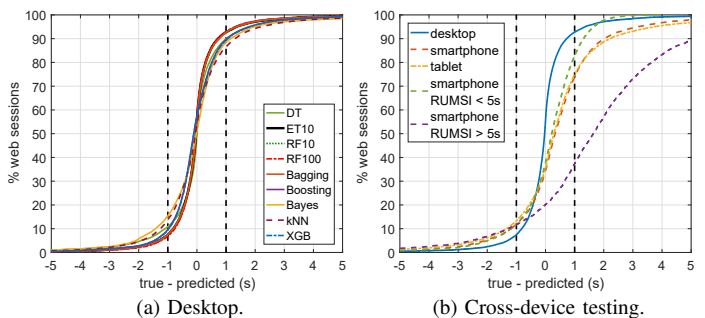 100
90
80
70
60
50
40
30
20
10
0
% web sessions
-5 -4 -3 -2 -1 0 1 2 3 4 5
true - predicted (s)
DT
ET10
RF10
RF100
Bagging
Boosting
Bayes
kNN
XGB
(a) Desktop.
100
90
80
70
60
50
40
30
20
10
0
% web sessions
-5 -4 -3 -2 -1 0 1 2 3 4 5
true - predicted (s)
desktop
smartphone
tablet
smartphone
RUMSI < 5s
smartphone
RUMSI > 5s
(b) Cross-device testing.